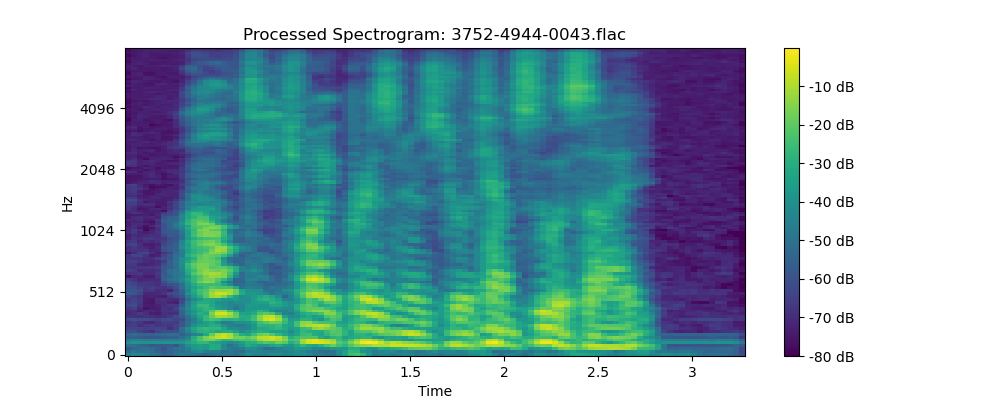 Processed Spectrogram: 3752-4944-0043.flac
Hz
4096
2048
1024
512
0
0 0.5 1 1.5 2 2.5 3
Time
-10 dB
-20 dB
-30 dB
-40 dB
-50 dB
-60 dB
-70 dB
-80 dB